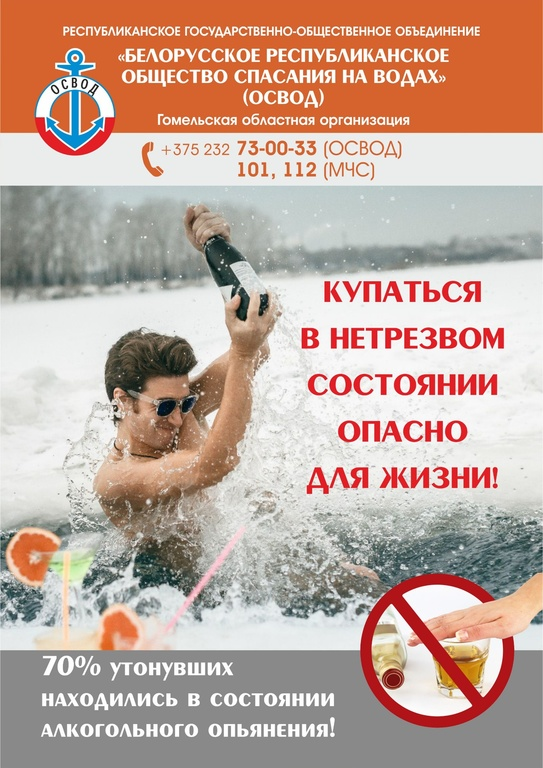 РЕСПУБЛИКАНСКОЕ ГОСУДАРСТВЕННО-ОБЩЕСТВЕННОЕ ОБЪЕДИНЕНИЕ
«БЕЛОРУССКОЕ РЕСПУБЛИКАНСКОЕ
ОБЩЕСТВО СПАСАНИЯ НА ВОДАХ»
(ОСВОД)
Гомельская областная организация
ОСВОД
+375 232 73-00-33 (ОСВОД)
101, 112 (МЧС)
КУПАТЬСЯ
В НЕТРЕЗВОМ
СОСТОЯНИИ
ОПАСНО
ДЛЯ ЖИЗНИ!
70% утонувших
находились в состоянии
алкогольного опьянения!